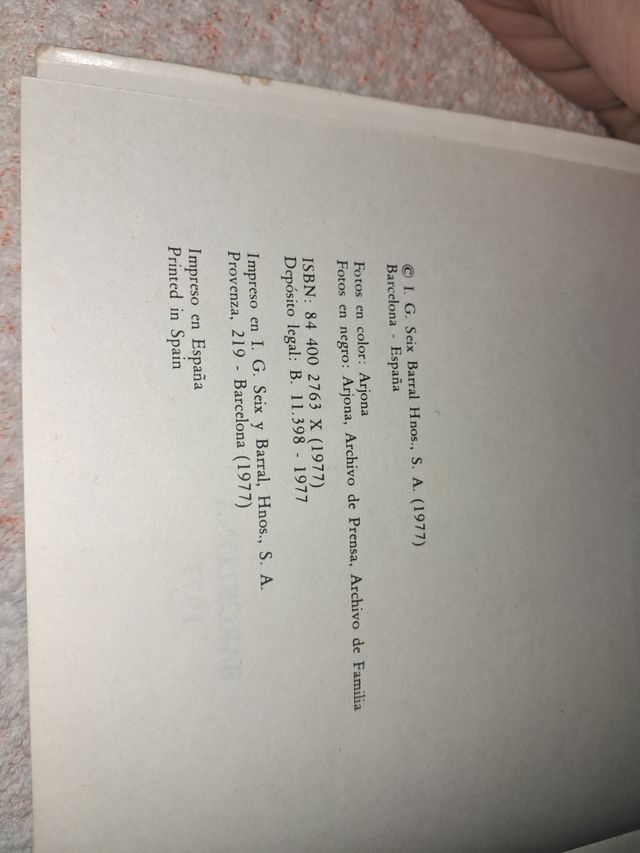 © I. G. Seix Barral Hnos., S. A. (1977)
Barcelona - España
Fotos en color: Arjona
Fotos en negro: Arjona, Archivo de Prensa, Archivo de Familia
ISBN: 84 400 2763 X (1977)
Depósito legal: B. 11.398 - 1977
Impreso en I. G. Seix y Barral, Hnos., S. A.
Provenza, 219 - Barcelona (1977)
Impreso en España
Printed in Spain